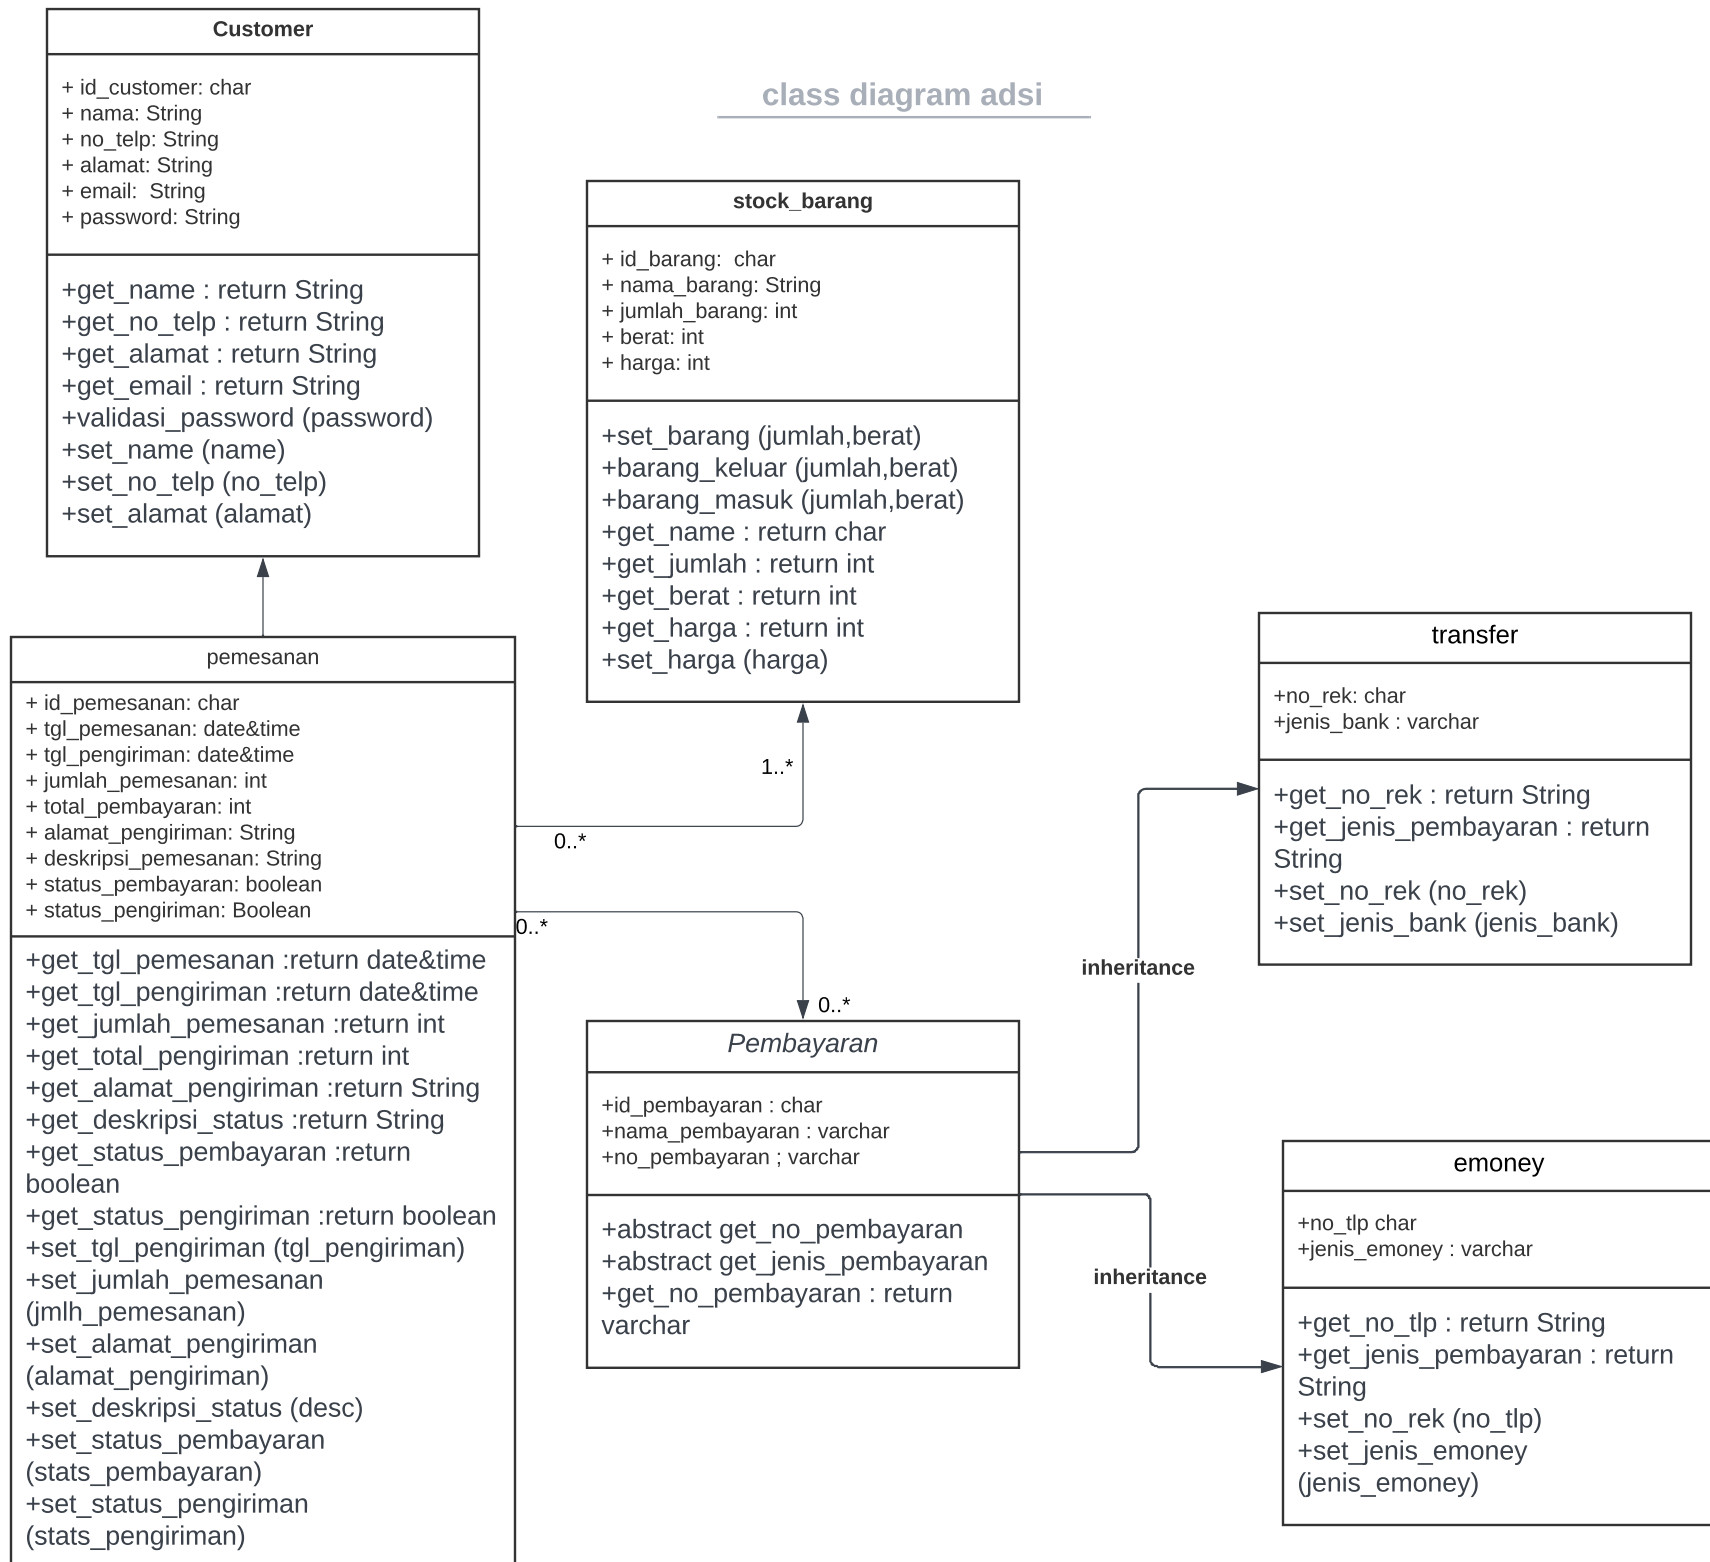 Customer
+ id_customer: char
+ nama: String
+ no_telp: String
+ alamat: String
+ email:  String
+ password: String
+get_name : return String
+get_no_telp : return String
+get_alamat : return String
+get_email : return String
+validasi_password (password)
+set_name (name)
+set_no_telp (no_telp)
+set_alamat (alamat)
class diagram adsi
stock_barang
+ id_barang:  char
+ nama_barang: String
+ jumlah_barang: int
+ berat: int
+ harga: int
+set_barang (jumlah,berat)
+barang_keluar (jumlah,berat)
+barang_masuk (jumlah,berat)
+get_name : return char
+get_jumlah : return int
+get_berat : return int
+get_harga : return int
+set_harga (harga)
pemesanan
+ id_pemesanan: char
+ tgl_pemesanan: date&time
+ tgl_pengiriman: date&time
+ jumlah_pemesanan: int
+ total_pembayaran: int
+ alamat_pengiriman: String
+ deskripsi_pemesanan: String
+ status_pembayaran: boolean
+ status_pengiriman: Boolean
+get_tgl_pemesanan :return date&time
+get_tgl_pengiriman :return date&time
+get_jumlah_pemesanan :return int
+get_total_pengiriman :return int
+get_alamat_pengiriman :return String
+get_deskripsi_status :return String
+get_status_pembayaran :return
boolean
+get_status_pengiriman :return boolean
+set_tgl_pengiriman (tgl_pengiriman)
+set_jumlah_pemesanan
(jmlh_pemesanan)
+set_alamat_pengiriman
(alamat_pengiriman)
+set_deskripsi_status (desc)
+set_status_pembayaran
(stats_pembayaran)
+set_status_pengiriman
(stats_pengiriman)
1..*
0..*
0..*
0..*
Pembayaran
+id_pembayaran : char
+nama_pembayaran : varchar
+no_pembayaran ; varchar
+abstract get_no_pembayaran
+abstract get_jenis_pembayaran
+get_no_pembayaran : return
varchar
inheritance
inheritance
transfer
+no_rek: char
+jenis_bank : varchar
+get_no_rek : return String
+get_jenis_pembayaran : return
String
+set_no_rek (no_rek)
+set_jenis_bank (jenis_bank)
emoney
+no_tlp char
+jenis_emoney : varchar
+get_no_tlp : return String
+get_jenis_pembayaran : return
String
+set_no_rek (no_tlp)
+set_jenis_emoney
(jenis_emoney)